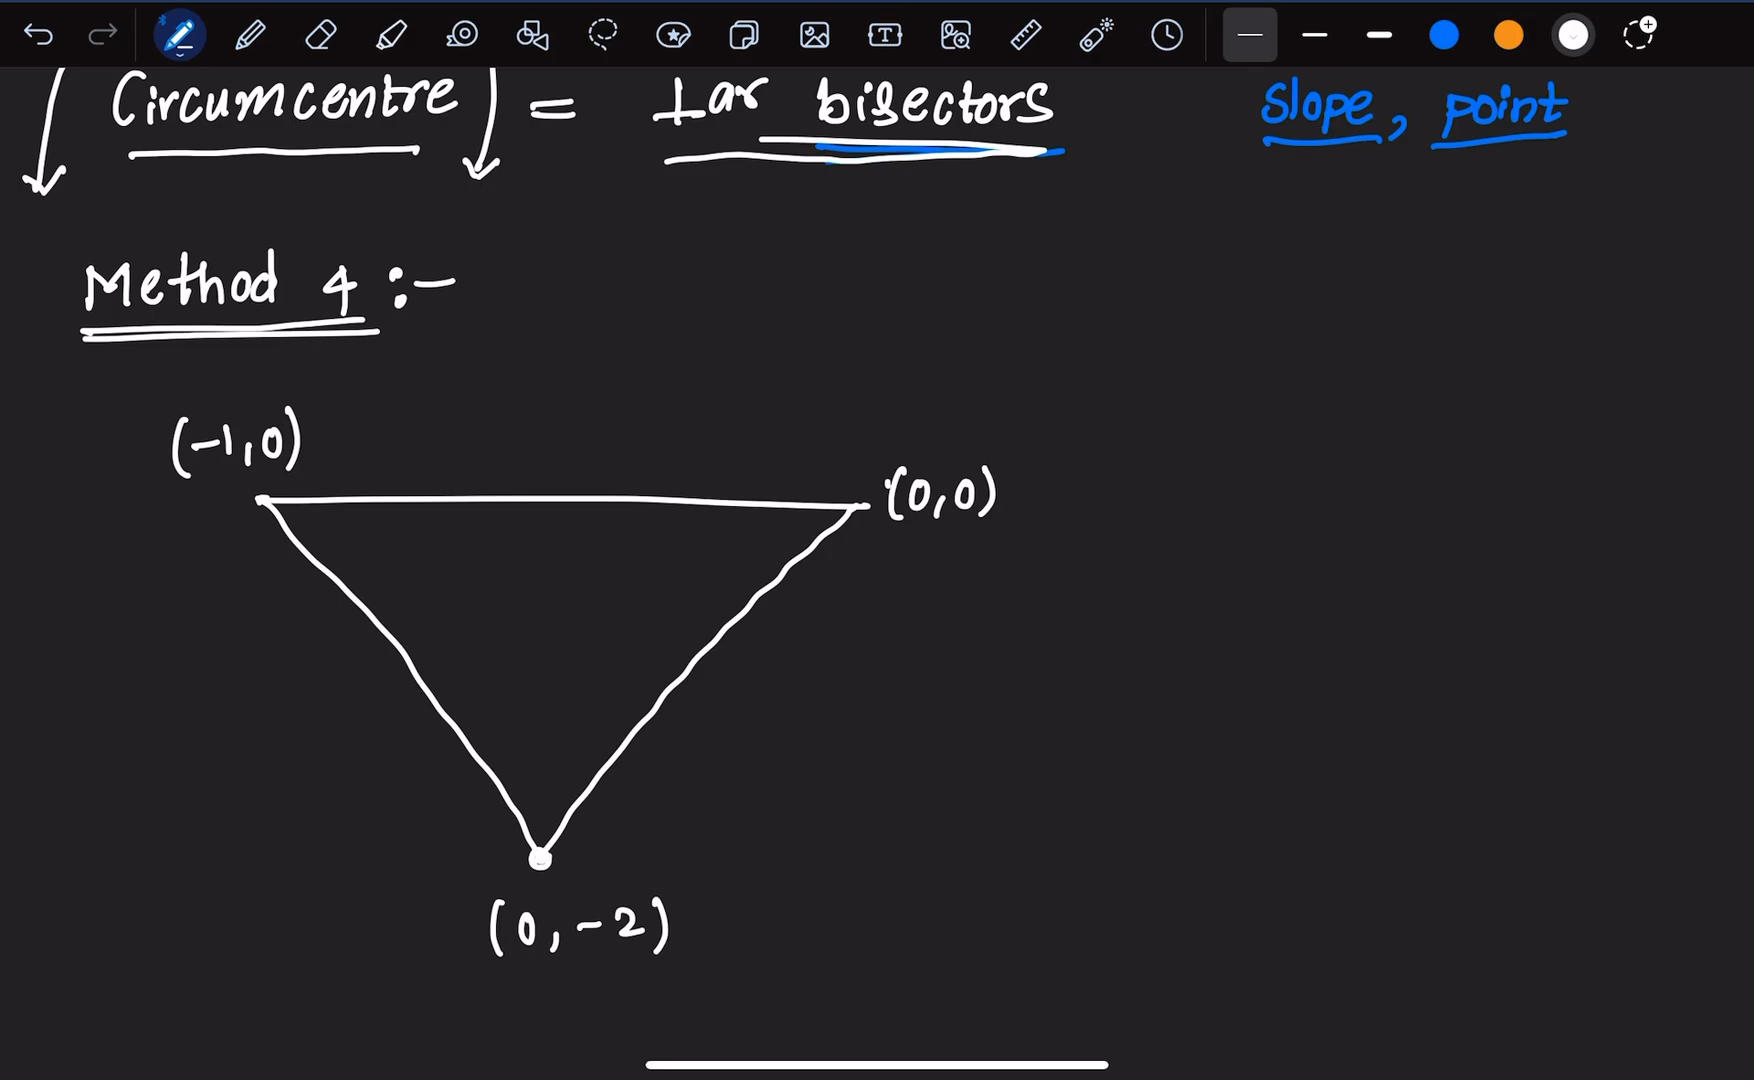 Circumcentre = ⊥ar bisectors slope, point
Method 4 :-
(-1,0)
(0,0)
(0,-2)